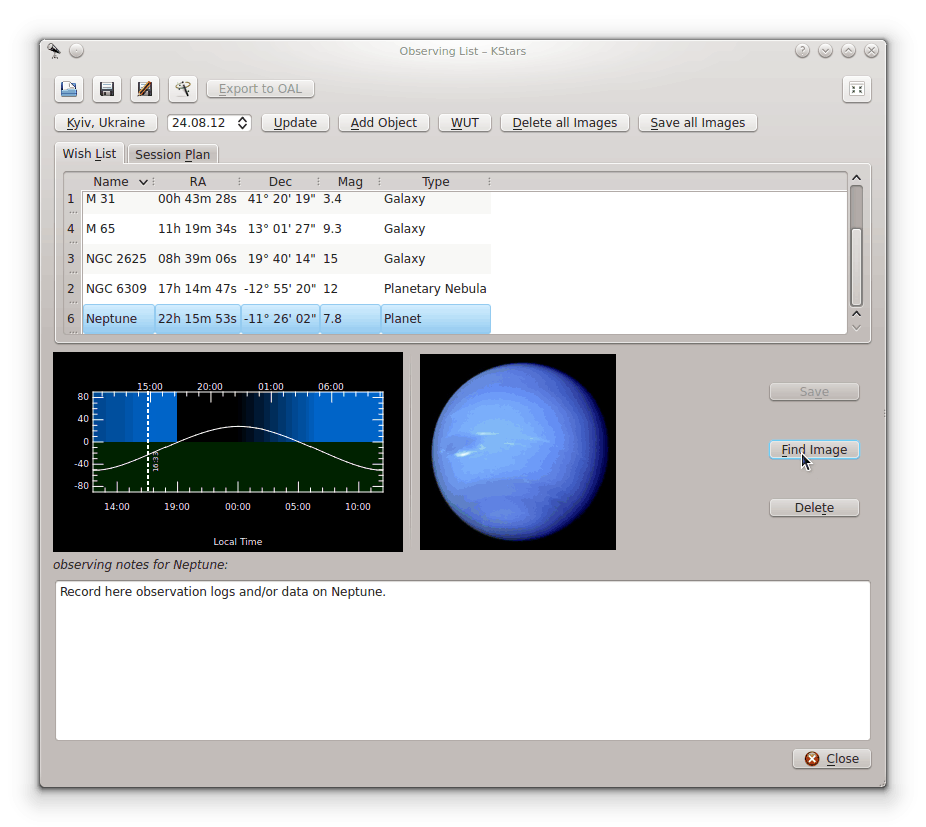 Observing List – KStars
Export to OAL
Kyiv, Ukraine 24.08.12 Update Add Object WUT Delete all Images Save all Images
Wish List Session Plan
Name RA Dec Mag Type
1 M 31 00h 43m 28s 41° 20' 19" 3.4 Galaxy
4 M 65 11h 19m 34s 13° 01' 27" 9.3 Galaxy
3 NGC 2625 08h 39m 06s 19° 40' 14" 15 Galaxy
2 NGC 6309 17h 14m 47s -12° 55' 20" 12 Planetary Nebula
6 Neptune 22h 15m 53s -11° 26' 02" 7.8 Planet
15:00 20:00 01:00 06:00
80
40
0
-40
-80
14:00 19:00 00:00 05:00 10:00
Local Time
Save
Find Image
Delete
observing notes for Neptune:
Record here observation logs and/or data on Neptune.
Close